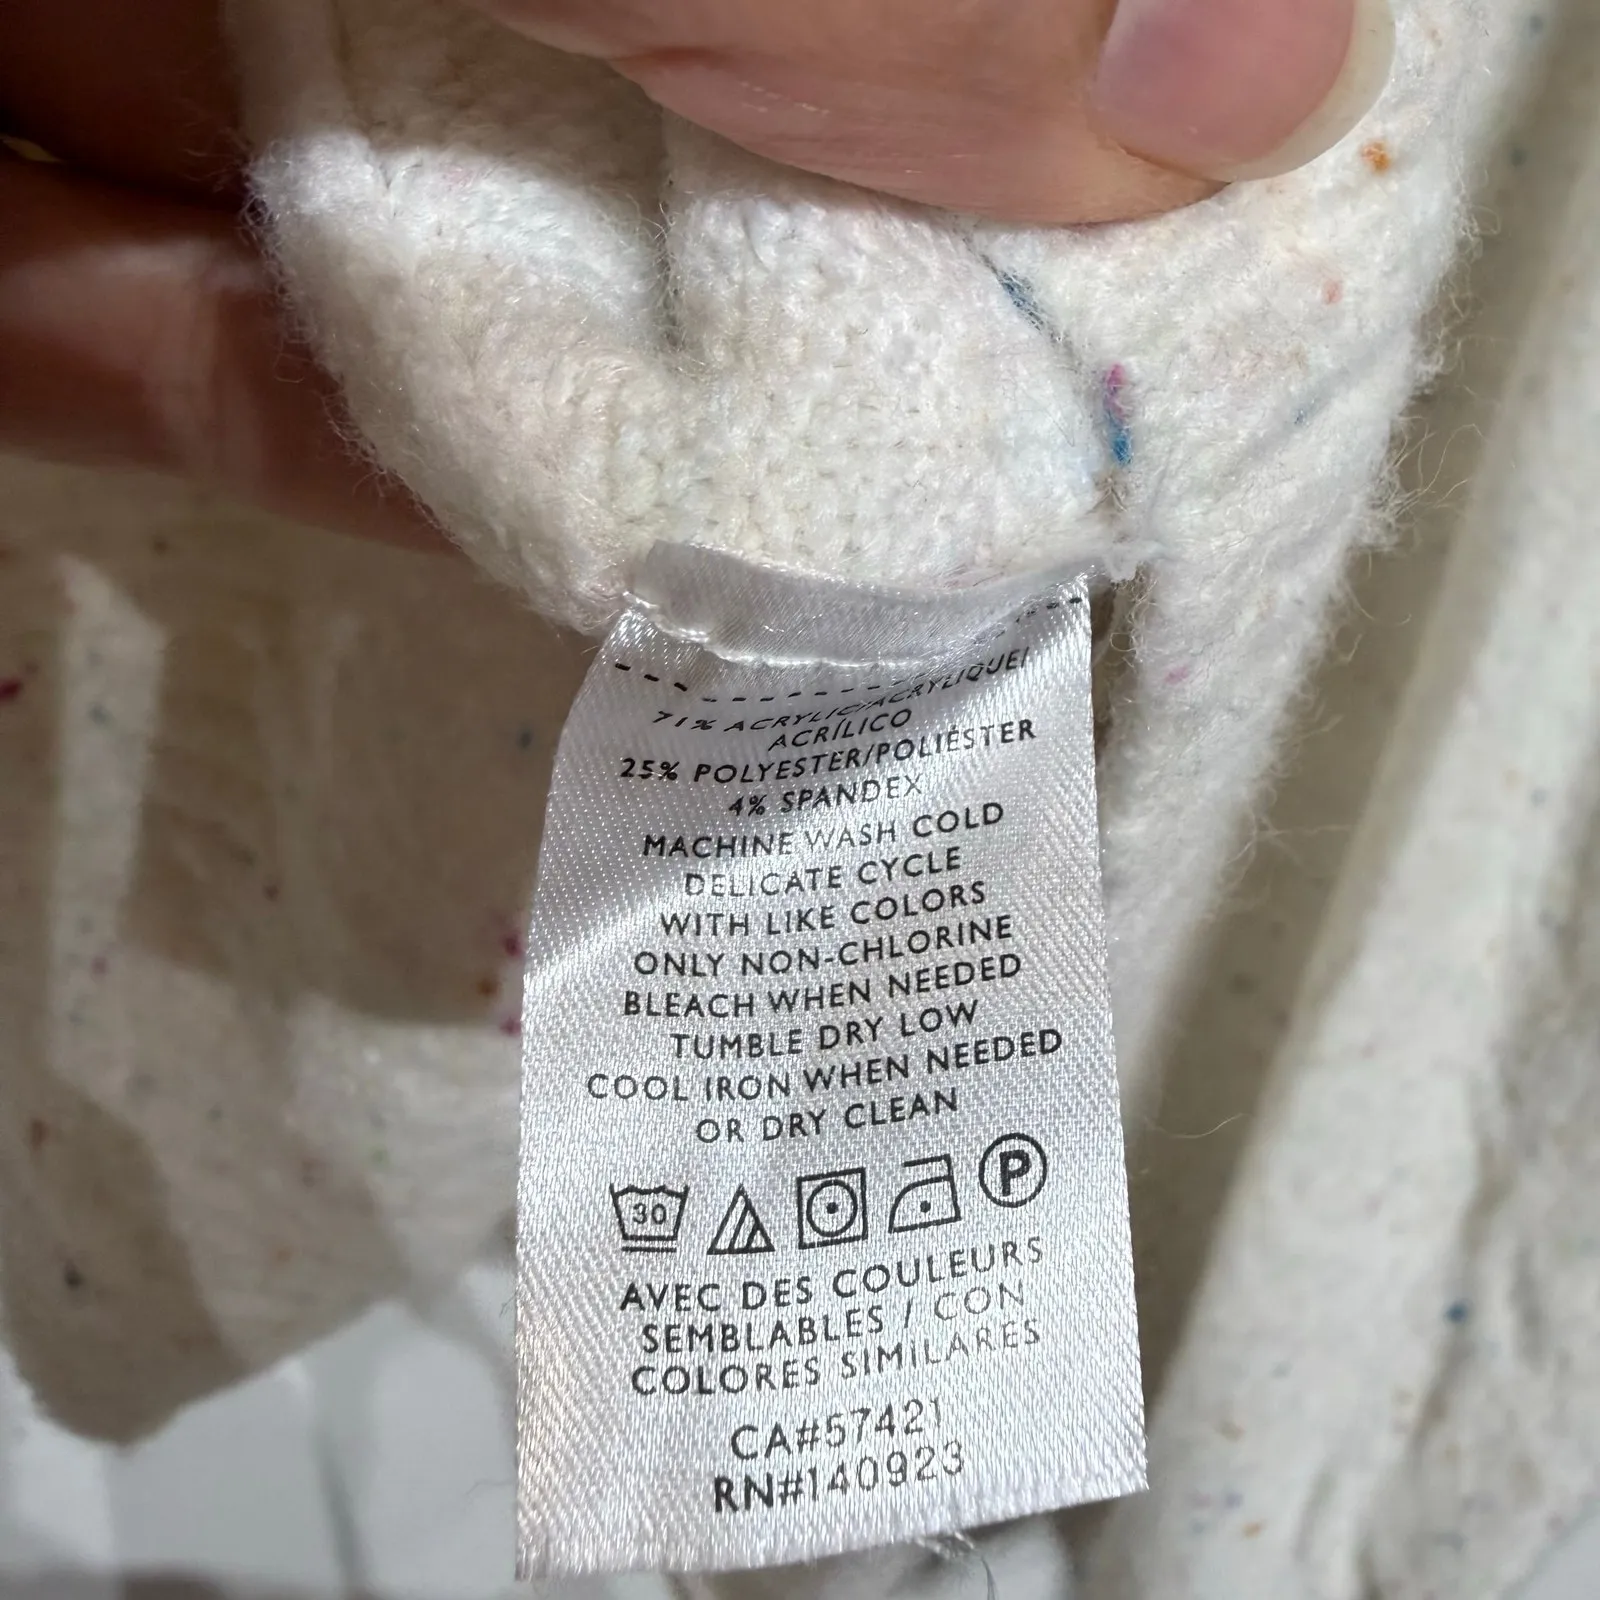 71% ACRYLIC/ACRYLIQUE/
ACRÍLICO
25% POLYESTER/POLIÉSTER
4% SPANDEX
MACHINE WASH COLD
DELICATE CYCLE
WITH LIKE COLORS
ONLY NON-CHLORINE
BLEACH WHEN NEEDED
TUMBLE DRY LOW
COOL IRON WHEN NEEDED
OR DRY CLEAN
30 P
AVEC DES COULEURS
SEMBLABLES / CON
COLORES SIMILARES
CA#57421
RN#140923